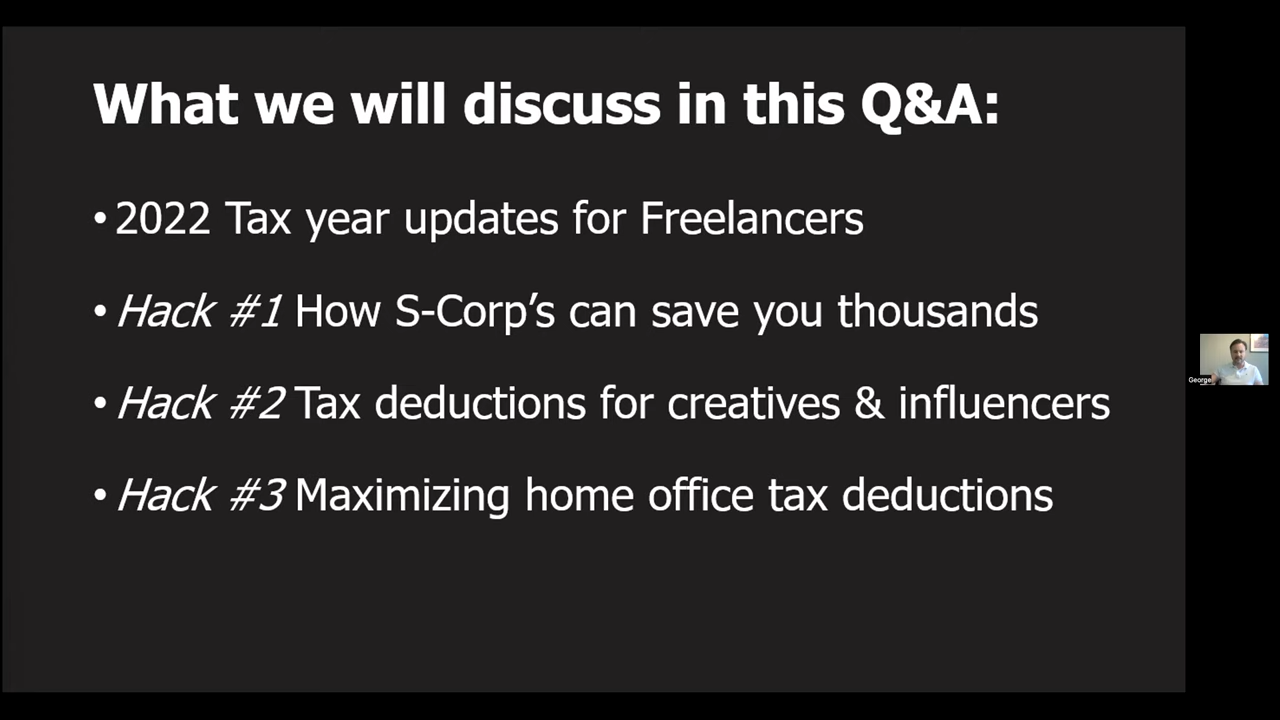 What we will discuss in this Q&A:
• 2022 Tax year updates for Freelancers
• Hack #1 How S-Corp’s can save you thousands
• Hack #2 Tax deductions for creatives & influencers
• Hack #3 Maximizing home office tax deductions
George